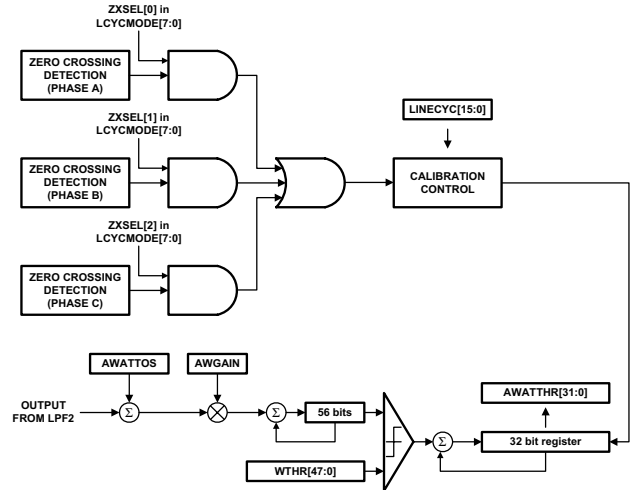 ZXSEL[0] in
LCYCMODE[7:0]
ZERO CROSSING
DETECTION
(PHASE A)
ZXSEL[1] in
LCYCMODE[7:0]
ZERO CROSSING
DETECTION
(PHASE B)
ZXSEL[2] in
LCYCMODE[7:0]
ZERO CROSSING
DETECTION
(PHASE C)
LINECYC[15:0]
CALIBRATION
CONTROL
AWATTOS
AWGAIN
OUTPUT
FROM LPF2
Σ
Σ
56 bits
WTHR[47:0]
Σ
AWATTHR[31:0]
32 bit register